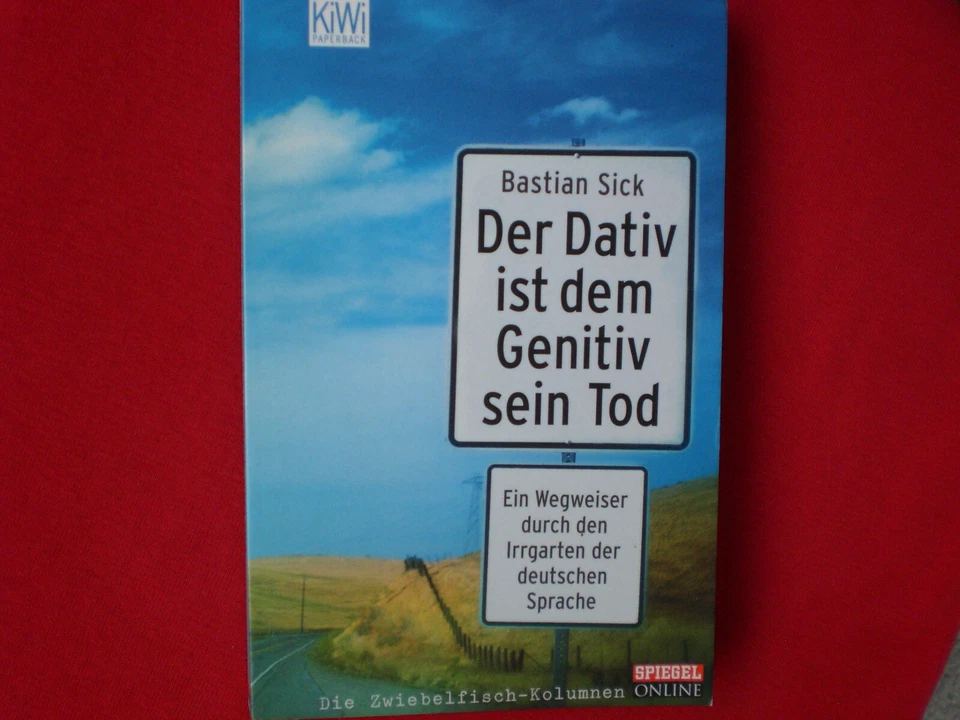 KiWi
PAPERBACK
Bastian Sick
Der Dativ
ist dem
Genitiv
sein Tod
Ein Wegweiser
durch den
Irrgarten der
deutschen
Sprache
SPIEGEL
ONLINE
Die Zwiebelfisch-Kolumnen